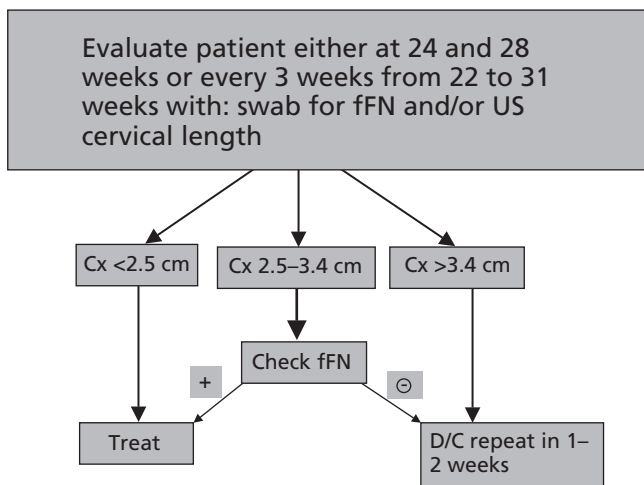 Evaluate patient either at 24 and 28
weeks or every 3 weeks from 22 to 31
weeks with: swab for fFN and/or US
cervical length
Cx <2.5 cm
Cx 2.5–3.4 cm
Cx >3.4 cm
Check fFN
+
⊖
Treat
D/C repeat in 1–
2 weeks